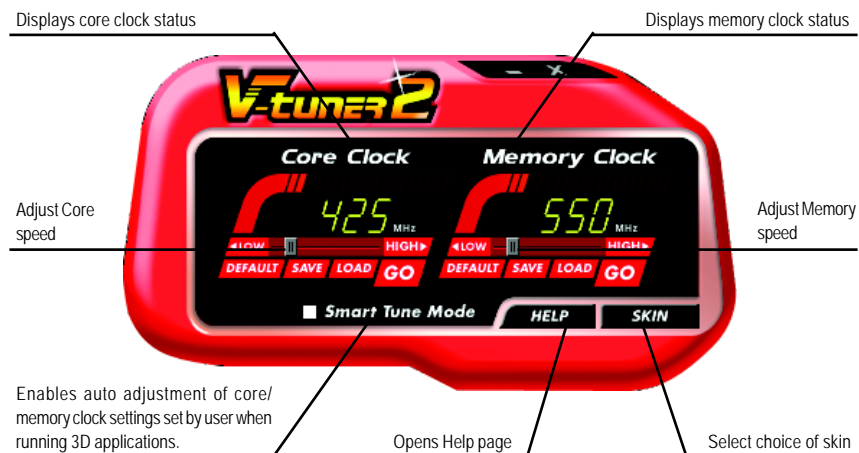 Displays core clock status
Displays memory clock status
V-tuner 2
Core Clock
Memory Clock
425 MHz
550 MHz
Adjust Core
speed
Adjust Memory
speed
LOW
HIGH
LOW
HIGH
DEFAULT SAVE LOAD GO
DEFAULT SAVE LOAD GO
Smart Tune Mode
HELP
SKIN
Enables auto adjustment of core/
memory clock settings set by user when
running 3D applications.
Opens Help page
Select choice of skin